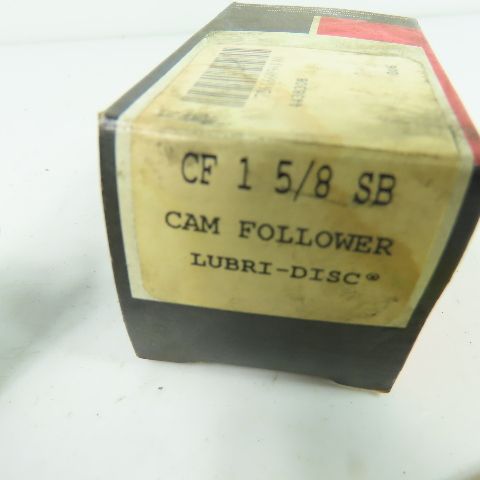 CF 1 5/8 SB
CAM FOLLOWER
LUBRI-DISC®